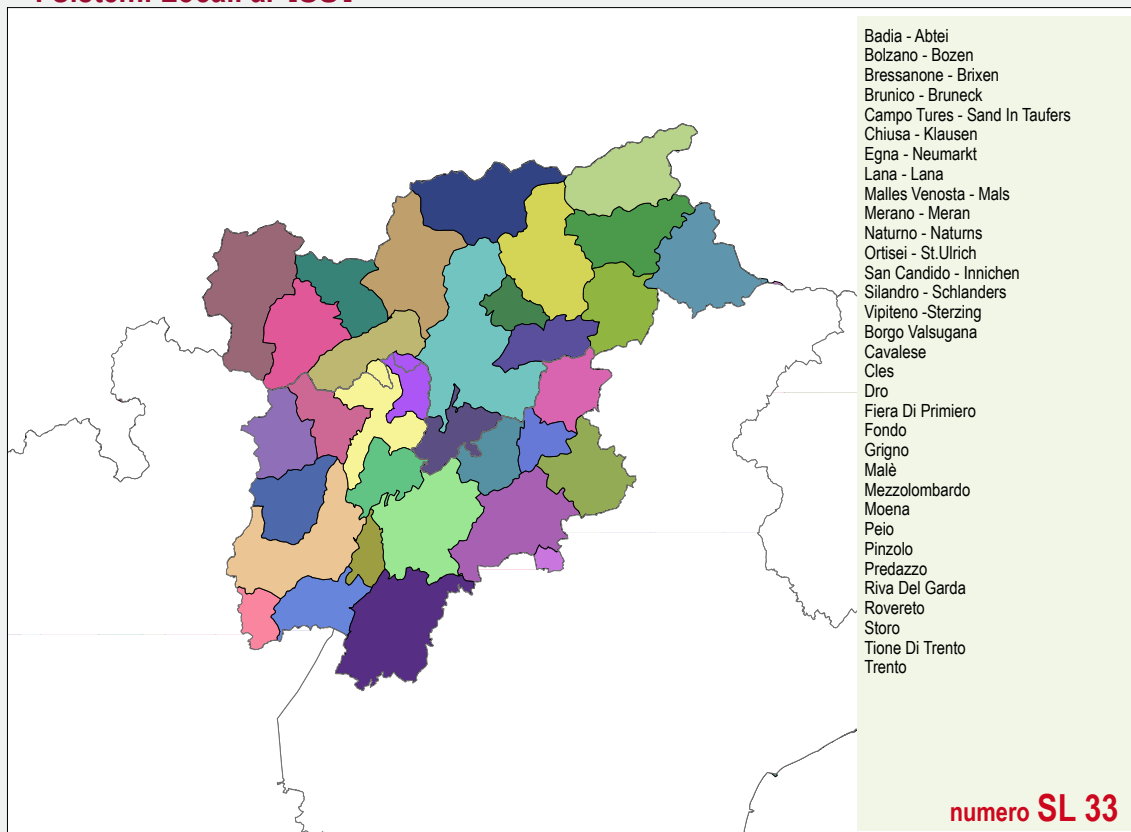 Badia - Abtei
Bolzano - Bozen
Bressanone - Brixen
Brunico - Bruneck
Campo Tures - Sand In Taufers
Chiusa - Klausen
Egna - Neumarkt
Lana - Lana
Malles Venosta - Mals
Merano - Meran
Naturno - Naturns
Ortisei - St.Ulrich
San Candido - Innichen
Silandro - Schlanders
Vipiteno -Sterzing
Borgo Valsugana
Cavalese
Cles
Dro
Fiera Di Primiero
Fondo
Grigno
Malè
Mezzolombardo
Moena
Peio
Pinzolo
Predazzo
Riva Del Garda
Rovereto
Storo
Tione Di Trento
Trento
numero SL 33